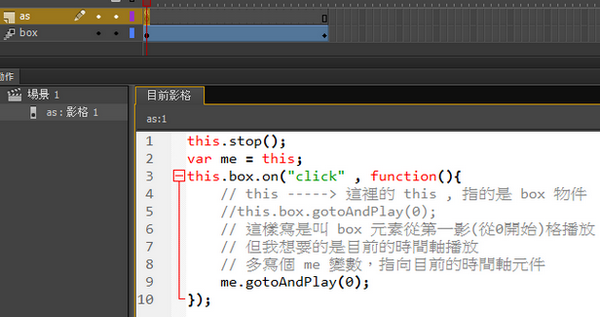 as
box
動作
場景 1
as : 影格 1
目前影格
as:1
1 this.stop();
2 var me = this;
3 this.box.on("click" , function(){
4 // this -----> 這裡的 this , 指的是 box 物件
5 //this.box.gotoAndPlay(0);
6 // 這樣寫是叫 box 元素從第一影(從0開始)格播放
7 // 但我想要的是目前的時間軸播放
8 // 多寫個 me 變數，指向目前的時間軸元件
9 me.gotoAndPlay(0);
10 });